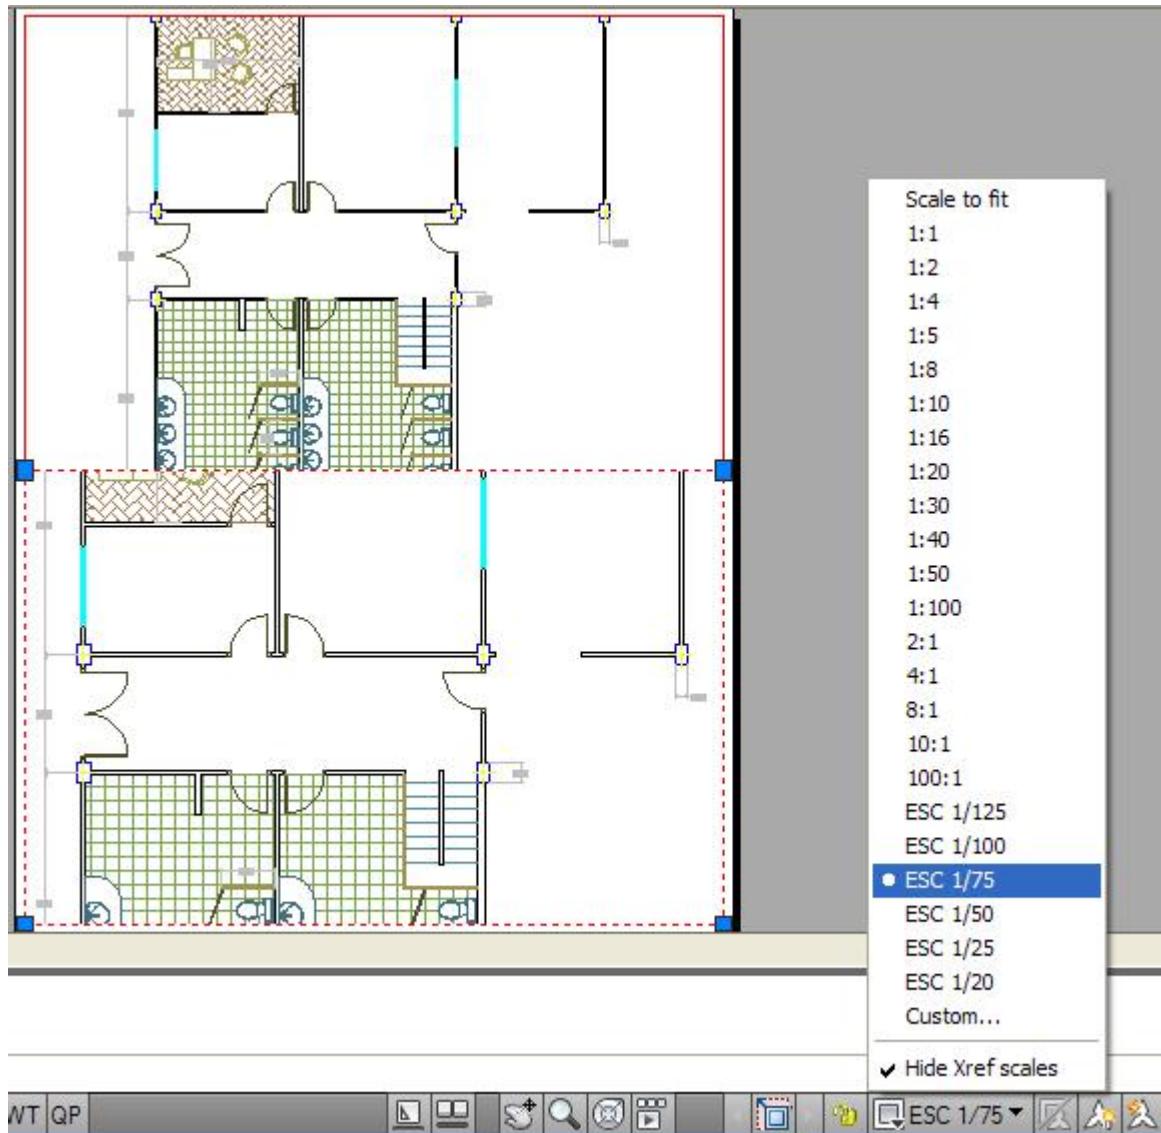 Scale to fit
1:1
1:2
1:4
1:5
1:8
1:10
1:16
1:20
1:30
1:40
1:50
1:100
2:1
4:1
8:1
10:1
100:1
ESC 1/125
ESC 1/100
ESC 1/75
ESC 1/50
ESC 1/25
ESC 1/20
Custom...
Hide Xref scales
WT QP ESC 1/75